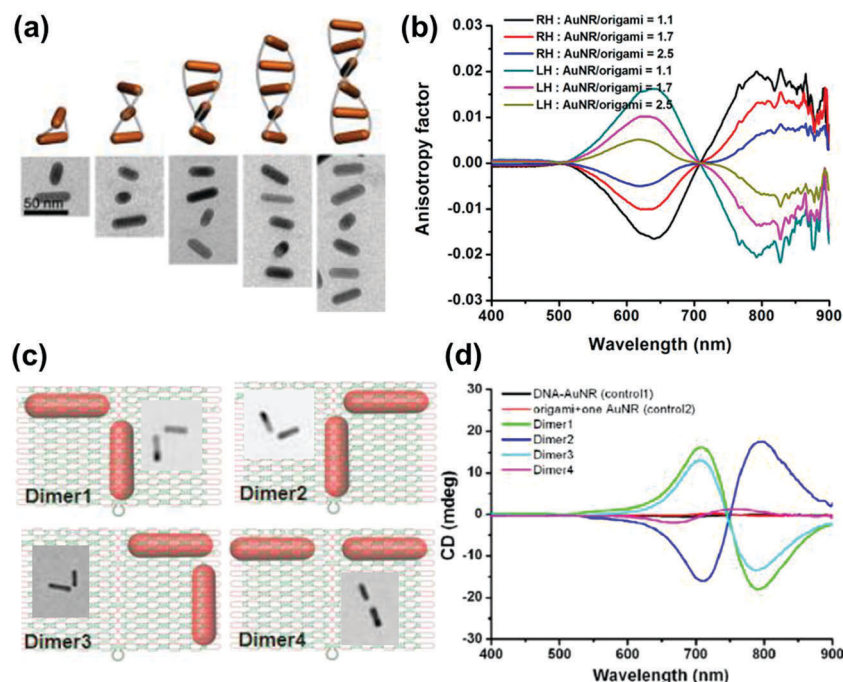 (a)
50 nm
(b)
RH : AuNR/origami = 1.1
RH : AuNR/origami = 1.7
RH : AuNR/origami = 2.5
LH : AuNR/origami = 1.1
LH : AuNR/origami = 1.7
LH : AuNR/origami = 2.5
Anisotropy factor
0.03
0.02
0.01
0.00
-0.01
-0.02
-0.03
400 500 600 700 800 900
Wavelength (nm)
(c)
Dimer1
Dimer2
Dimer3
Dimer4
(d)
DNA-AuNR (control1)
origami+one AuNR (control2)
Dimer1
Dimer2
Dimer3
Dimer4
CD (mdeg)
30
20
10
0
-10
-20
-30
400 500 600 700 800 900
Wavelength (nm)